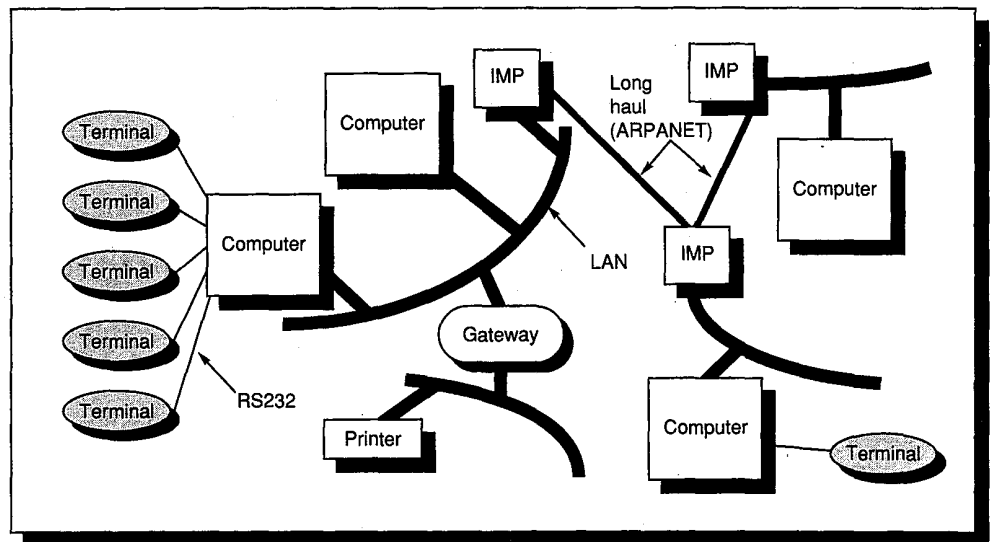 IMP
IMP
Long
haul
(ARPANET)
Computer
Terminal
Computer
Terminal
Computer
IMP
LAN
Terminal
Gateway
Terminal
RS232
Terminal
Printer
Computer
Terminal